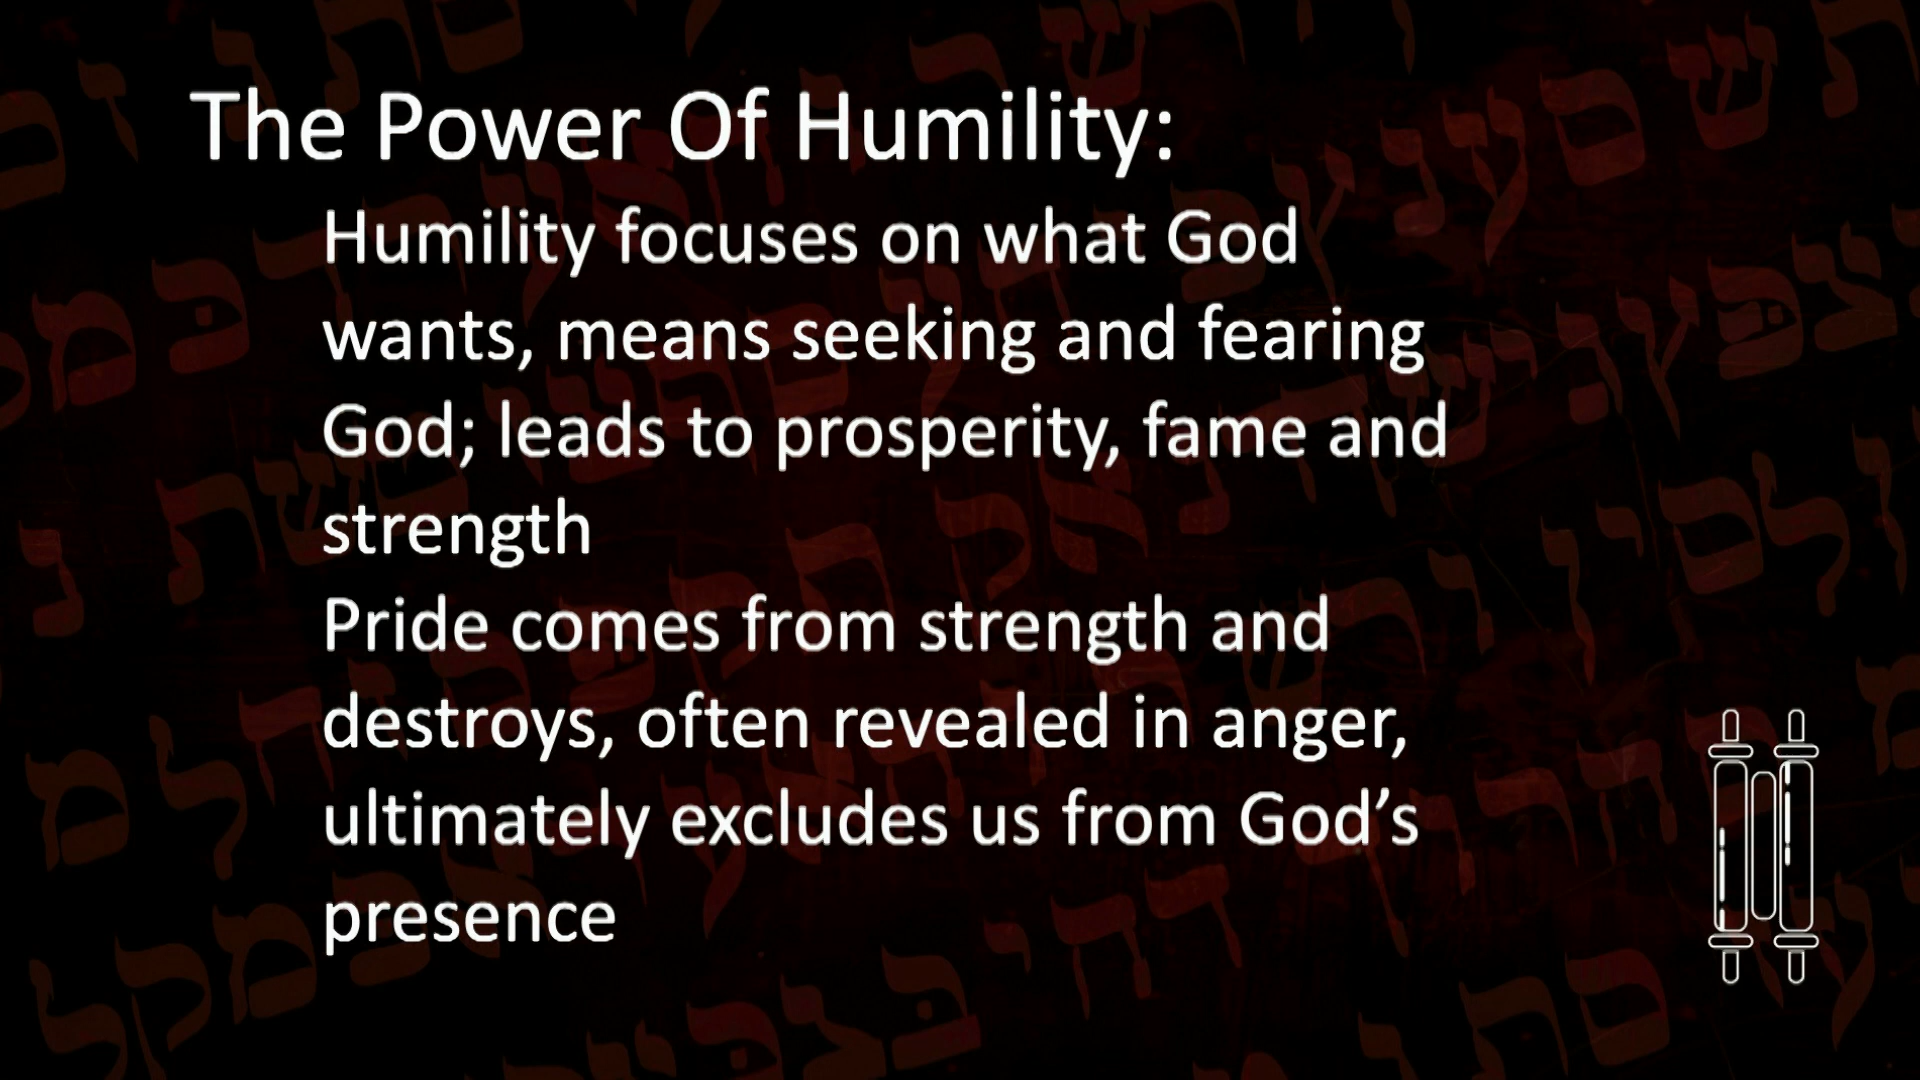 The Power Of Humility:
Humility focuses on what God
wants, means seeking and fearing
God; leads to prosperity, fame and
strength
Pride comes from strength and
destroys, often revealed in anger,
ultimately excludes us from God’s
presence